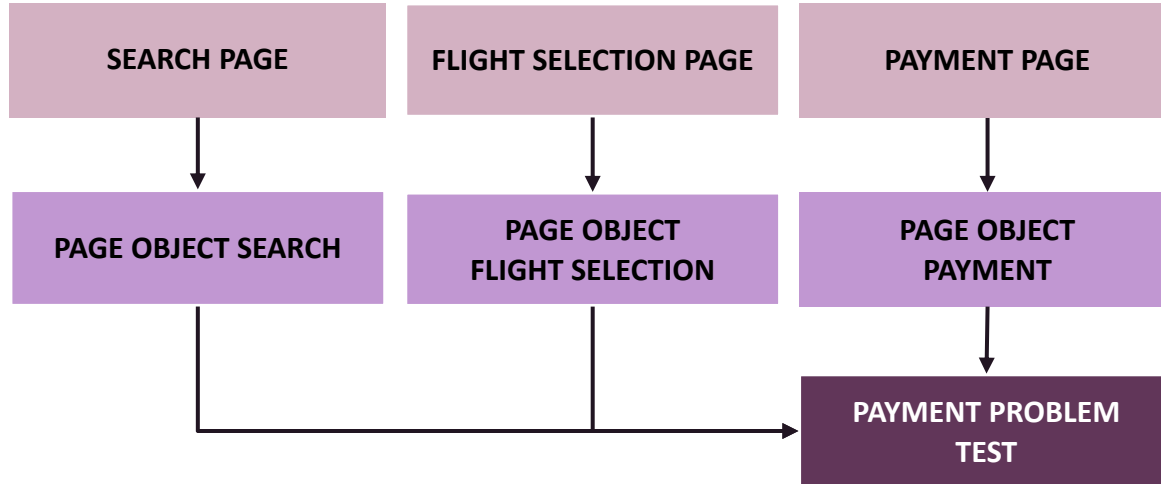 SEARCH PAGE
FLIGHT SELECTION PAGE
PAYMENT PAGE
PAGE OBJECT SEARCH
PAGE OBJECT
FLIGHT SELECTION
PAGE OBJECT
PAYMENT
PAYMENT PROBLEM
TEST